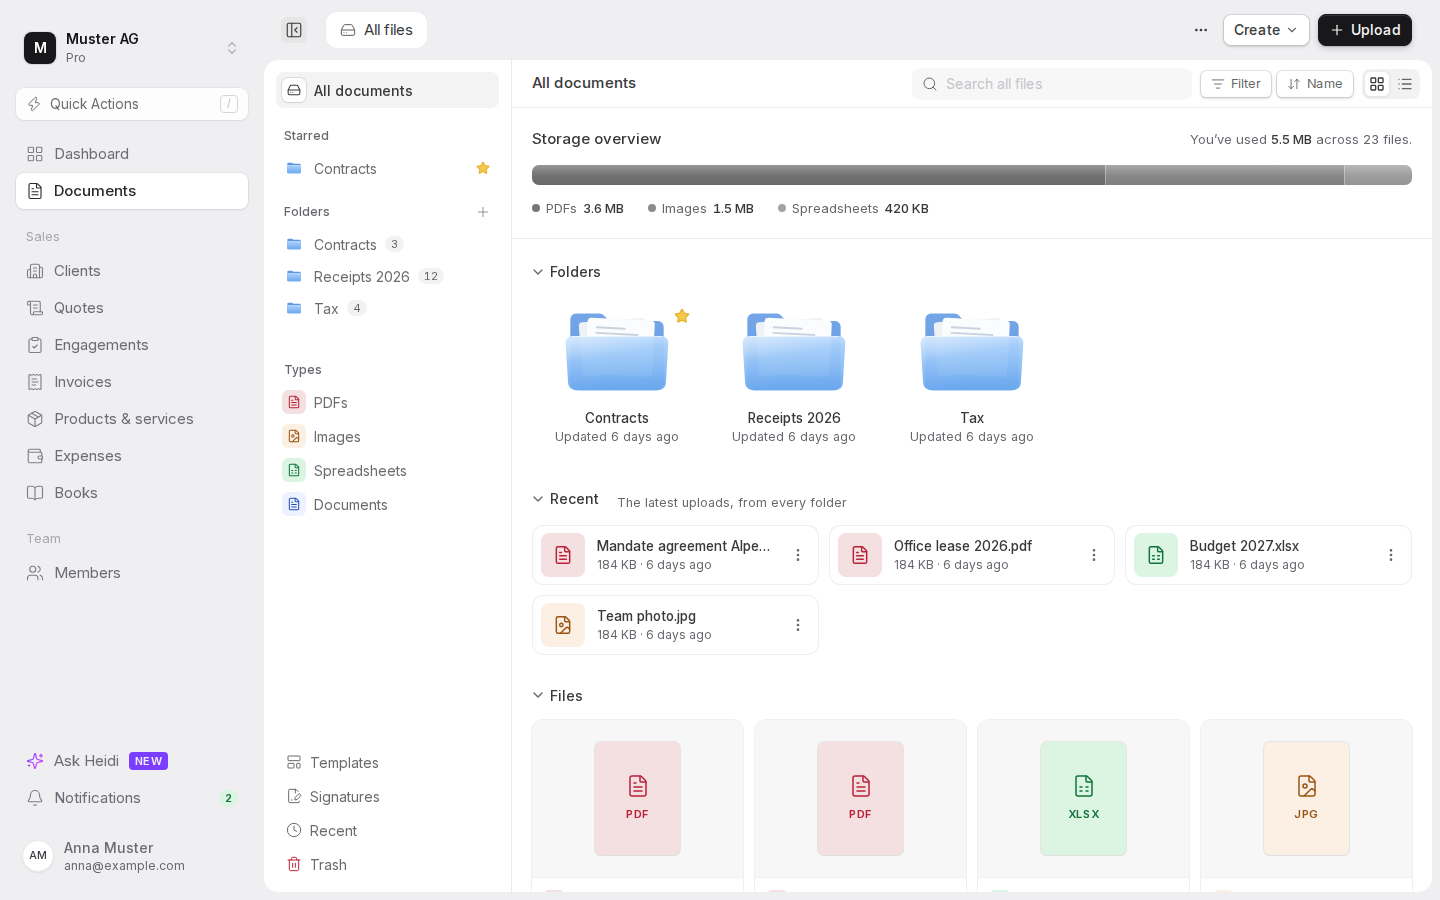 M
Muster AG
Pro
Quick Actions /
Dashboard
Documents
Sales
Clients
Quotes
Engagements
Invoices
Products & services
Expenses
Books
Team
Members
Ask Heidi NEW
Notifications 2
AM
Anna Muster
anna@example.com
All files
Create
Upload
All documents
Starred
Contracts
Folders
Contracts 3
Receipts 2026 12
Tax 4
Types
PDFs
Images
Spreadsheets
Documents
Templates
Signatures
Recent
Trash
All documents
Search all files
Filter
Name
Storage overview
You’ve used 5.5 MB across 23 files.
PDFs 3.6 MB
Images 1.5 MB
Spreadsheets 420 KB
Folders
Contracts
Updated 6 days ago
Receipts 2026
Updated 6 days ago
Tax
Updated 6 days ago
Recent The latest uploads, from every folder
Mandate agreement Alpe…
184 KB · 6 days ago
Office lease 2026.pdf
184 KB · 6 days ago
Budget 2027.xlsx
184 KB · 6 days ago
Team photo.jpg
184 KB · 6 days ago
Files
PDF
PDF
XLSX
JPG